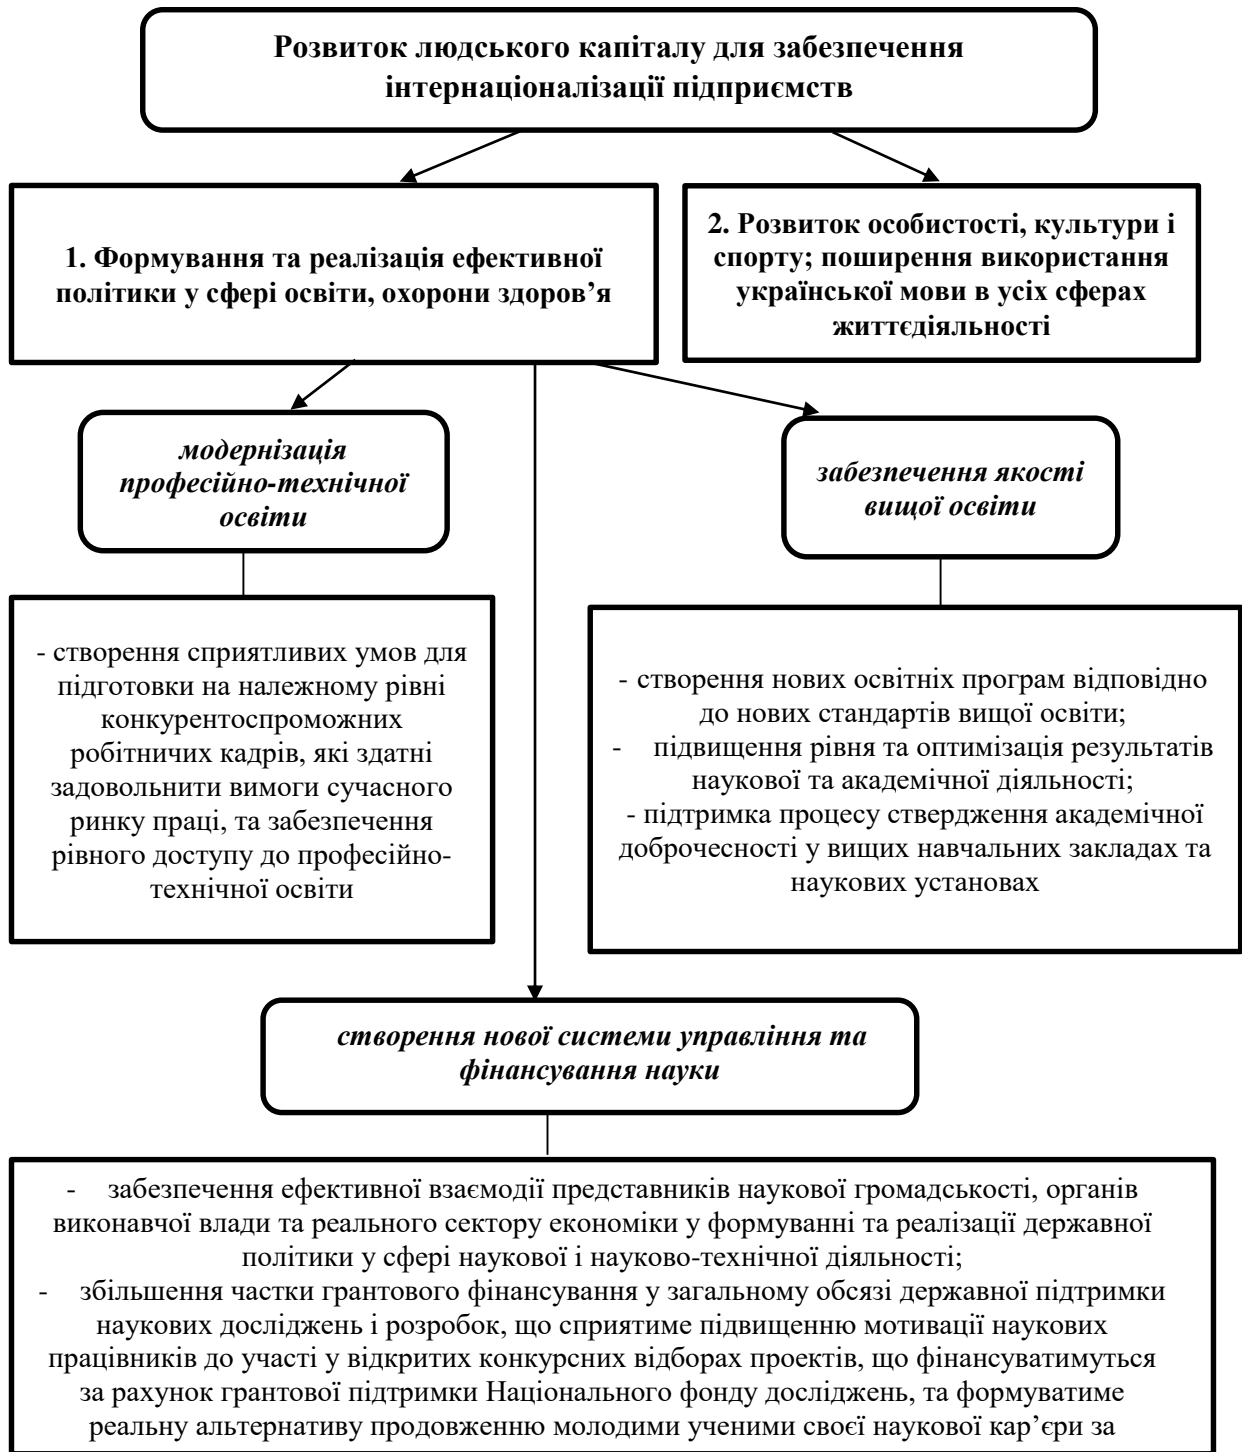 Розвиток людського капіталу для забезпечення
інтернаціоналізації підприємств
1. Формування та реалізація ефективної
політики у сфері освіти, охорони здоров’я
2. Розвиток особистості, культури і
спорту; поширення використання
української мови в усіх сферах
життєдіяльності
модернізація
професійно-технічної
освіти
забезпечення якості
вищої освіти
- створення сприятливих умов для
підготовки на належному рівні
конкурентоспроможних
робітничих кадрів, які здатні
задовольнити вимоги сучасного
ринку праці, та забезпечення
рівного доступу до професійно-
технічної освіти
- створення нових освітніх програм відповідно
до нових стандартів вищої освіти;
- підвищення рівня та оптимізація результатів
наукової та академічної діяльності;
- підтримка процесу ствердження академічної
доброчесності у вищих навчальних закладах та
наукових установах
створення нової системи управління та
фінансування науки
- забезпечення ефективної взаємодії представників наукової громадськості, органів
виконавчої влади та реального сектору економіки у формуванні та реалізації державної
політики у сфері наукової і науково-технічної діяльності;
- збільшення частки грантового фінансування у загальному обсязі державної підтримки
наукових досліджень і розробок, що сприятиме підвищенню мотивації наукових
працівників до участі у відкритих конкурсних відборах проектів, що фінансуватимуться
за рахунок грантової підтримки Національного фонду досліджень, та формуватиме
реальну альтернативу продовженню молодими ученими своєї наукової кар’єри за